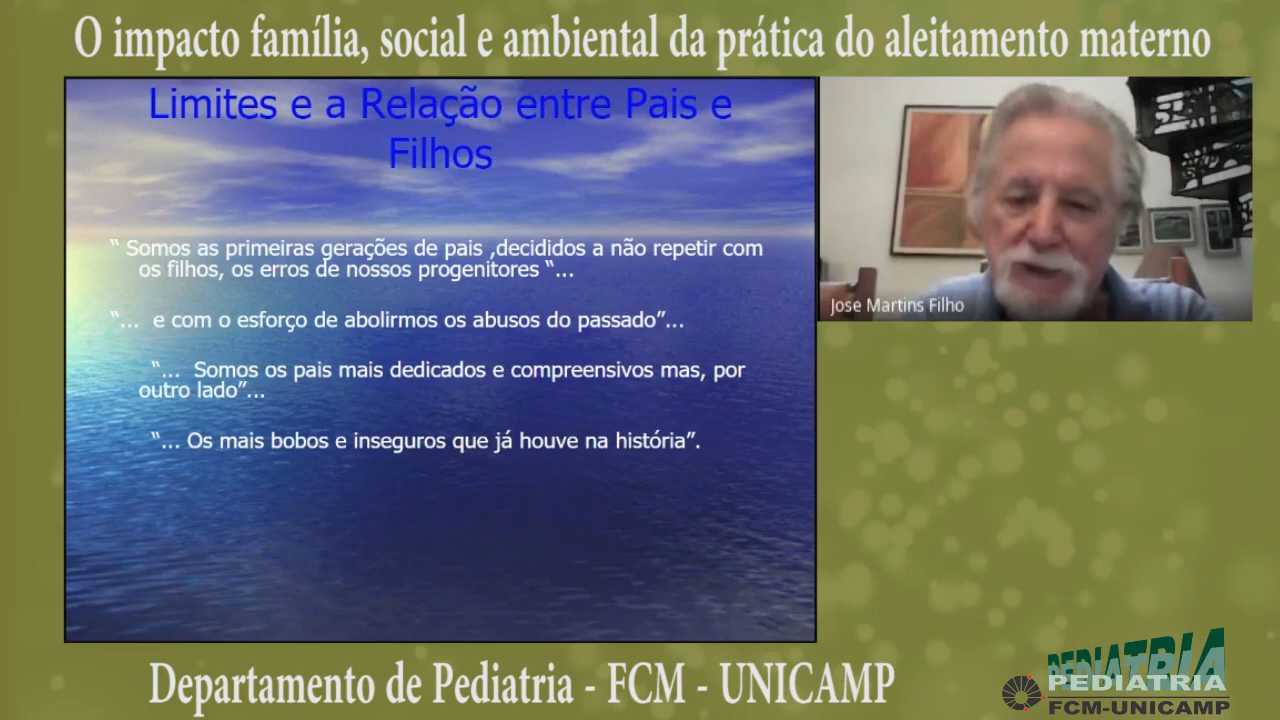 O impacto família, social e ambiental da prática do aleitamento materno
Limites e a Relação entre Pais e
Filhos
“ Somos as primeiras gerações de pais ,decididos a não repetir com
os filhos, os erros de nossos progenitores “...
“... e com o esforço de abolirmos os abusos do passado”...
“... Somos os pais mais dedicados e compreensivos mas, por
outro lado”...
“... Os mais bobos e inseguros que já houve na história”.
Jose Martins Filho
Departamento de Pediatria - FCM - UNICAMP
PEDIATRIA
PEDIATRIA
FCM-UNICAMP